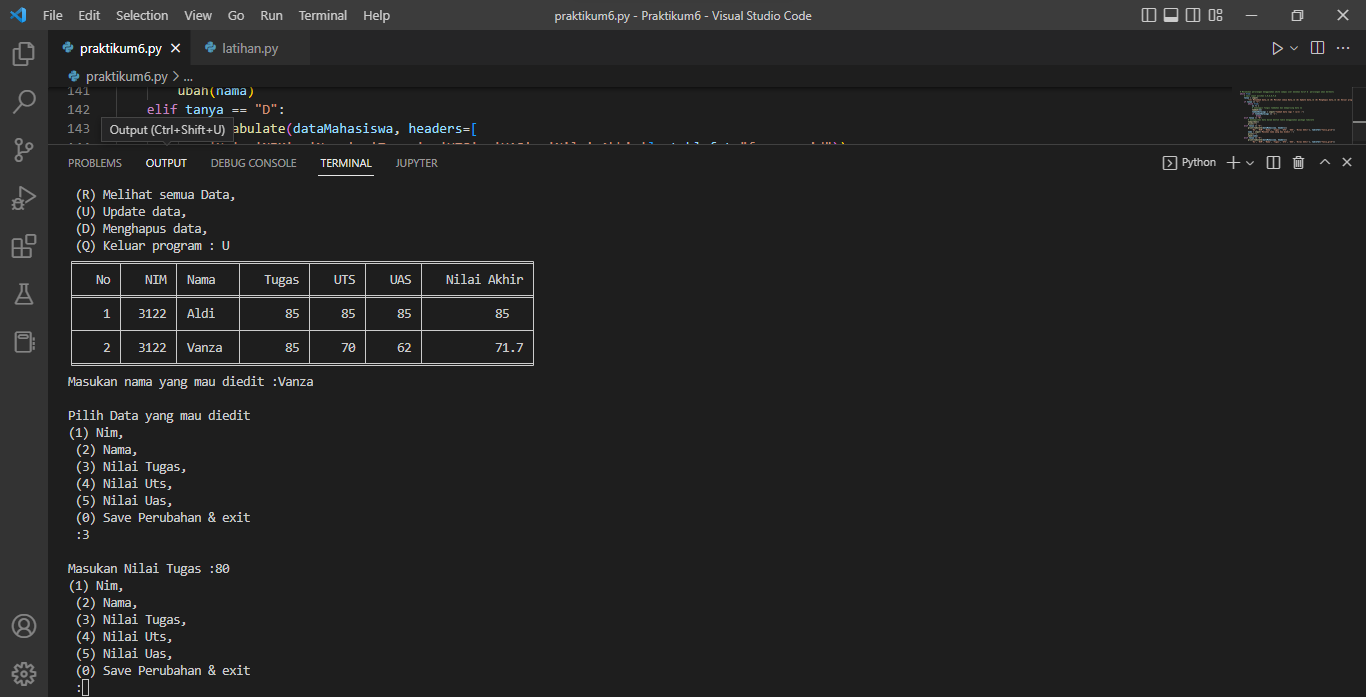 File Edit Selection View Go Run Terminal Help praktikum6.py - Praktikum6 - Visual Studio Code
praktikum6.py latihan.py
praktikum6.py > ...
141 ubah(nama)
142 elif tanya == "D":
143 abulate(dataMahasiswa, headers=[
Output (Ctrl+Shift+U)
PROBLEMS OUTPUT DEBUG CONSOLE TERMINAL JUPYTER Python
(R) Melihat semua Data,
(U) Update data,
(D) Menghapus data,
(Q) Keluar program : U
No NIM Nama Tugas UTS UAS Nilai Akhir
1 3122 Aldi 85 85 85 85
2 3122 Vanza 85 70 62 71.7
Masukan nama yang mau diedit :Vanza
Pilih Data yang mau diedit
(1) Nim,
(2) Nama,
(3) Nilai Tugas,
(4) Nilai Uts,
(5) Nilai Uas,
(0) Save Perubahan & exit
:3
Masukan Nilai Tugas :80
(1) Nim,
(2) Nama,
(3) Nilai Tugas,
(4) Nilai Uts,
(5) Nilai Uas,
(0) Save Perubahan & exit
: